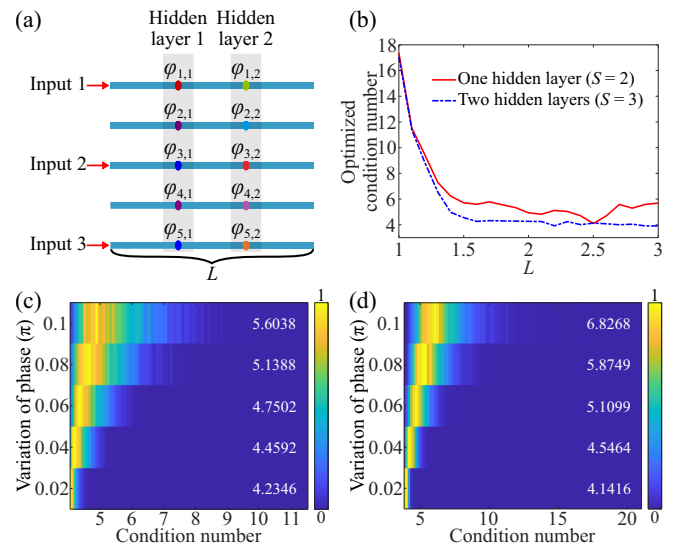 (a)
Hidden
layer 1
Hidden
layer 2
φ1,1
φ1,2
Input 1
φ2,1
φ2,2
φ3,1
φ3,2
Input 2
φ4,1
φ4,2
φ5,1
φ5,2
Input 3
L
(b)
18
16
14
12
10
8
6
4
Optimized
condition number
One hidden layer (S = 2)
Two hidden layers (S = 3)
1
1.5
2
2.5
3
L
(c)
Variation of phase (π)
0.1
0.08
0.06
0.04
0.02
5.6038
5.1388
4.7502
4.4592
4.2346
5
6
7
8
9
10
11
Condition number
1
0
(d)
Variation of phase (π)
0.1
0.08
0.06
0.04
0.02
6.8268
5.8749
5.1099
4.5464
4.1416
5
10
15
20
Condition number
1
0